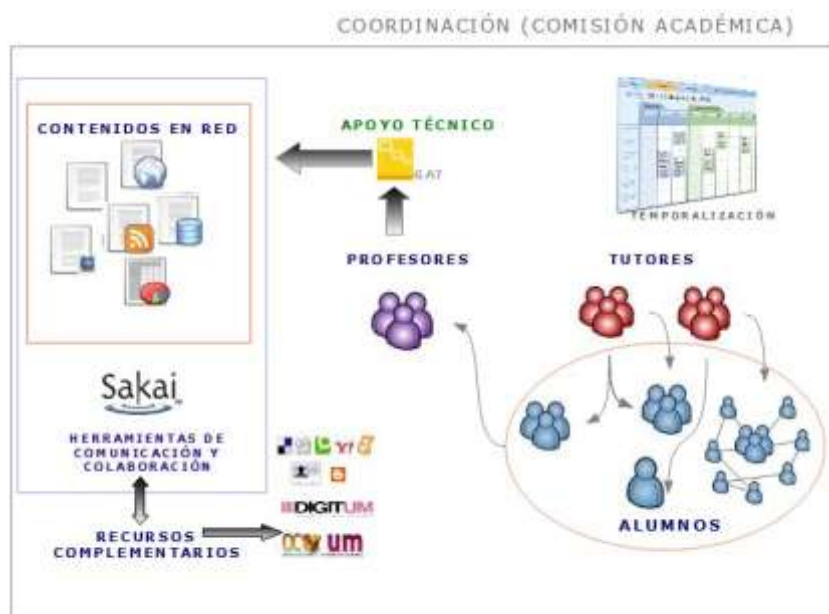 COORDINACIÓN (COMISIÓN ACADÉMICA)
CONTENIDOS EN RED
APOYO TÉCNICO
TEMPORALIZACIÓN
PROFESORES
TUTORES
Sakai
HERRAMIENTAS DE
COMUNICACIÓN Y
COLABORACIÓN
DIGITUM
ALUMNOS
RECURSOS
COMPLEMENTARIOS
um